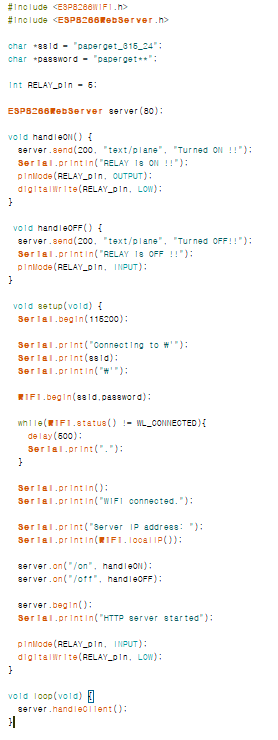 #include <ESP8266WiFi.h>
#include <ESP8266WebServer.h>
char *ssid = "paperget_315_24";
char *password = "paperget**";
int RELAY_pin = 5;
ESP8266WebServer server(80);
void handleON() {
server.send(200, "text/plane", "Turned ON !!");
Serial.println("RELAY is ON !!");
pinMode(RELAY_pin, OUTPUT);
digitalWrite(RELAY_pin, LOW);
}
void handleOFF() {
server.send(200, "text/plane", "Turned OFF!!");
Serial.println("RELAY is OFF !!");
pinMode(RELAY_pin, INPUT);
}
void setup(void) {
Serial.begin(115200);
Serial.print("Connecting to ₩'");
Serial.print(ssid);
Serial.println("₩'");
WiFi.begin(ssid,password);
while(WiFi.status() != WL_CONNECTED){
delay(500);
Serial.print(".");
}
Serial.println();
Serial.println("WiFi connected.");
Serial.print("Server IP address: ");
Serial.println(WiFi.localIP());
server.on("/on", handleON);
server.on("/off", handleOFF);
server.begin();
Serial.println("HTTP server started");
pinMode(RELAY_pin, INPUT);
digitalWrite(RELAY_pin, LOW);
}
void loop(void) {
server.handleClient();
}